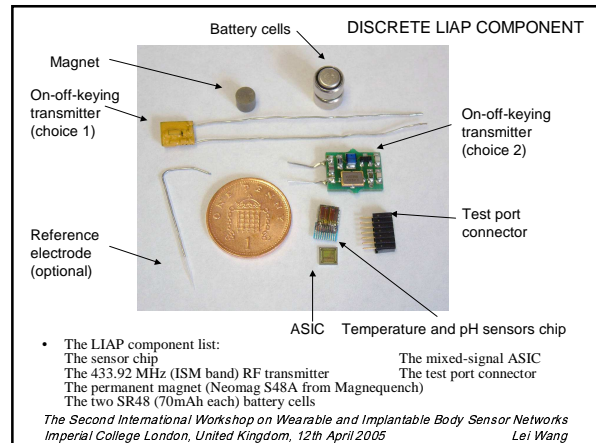 DISCRETE LIAP COMPONENT
Battery cells
Magnet
On-off-keying
transmitter
(choice 1)
On-off-keying
transmitter
(choice 2)
Test port
connector
Reference
electrode
(optional)
ONE PENNY
1
ASIC
Temperature and pH sensors chip
• The LIAP component list:
The sensor chip The mixed-signal ASIC
The 433.92 MHz (ISM band) RF transmitter The test port connector
The permanent magnet (Neomag S48A from Magnequench)
The two SR48 (70mAh each) battery cells
The Second International Workshop on Wearable and Implantable Body Sensor Networks
Imperial College London, United Kingdom, 12th April 2005 Lei Wang